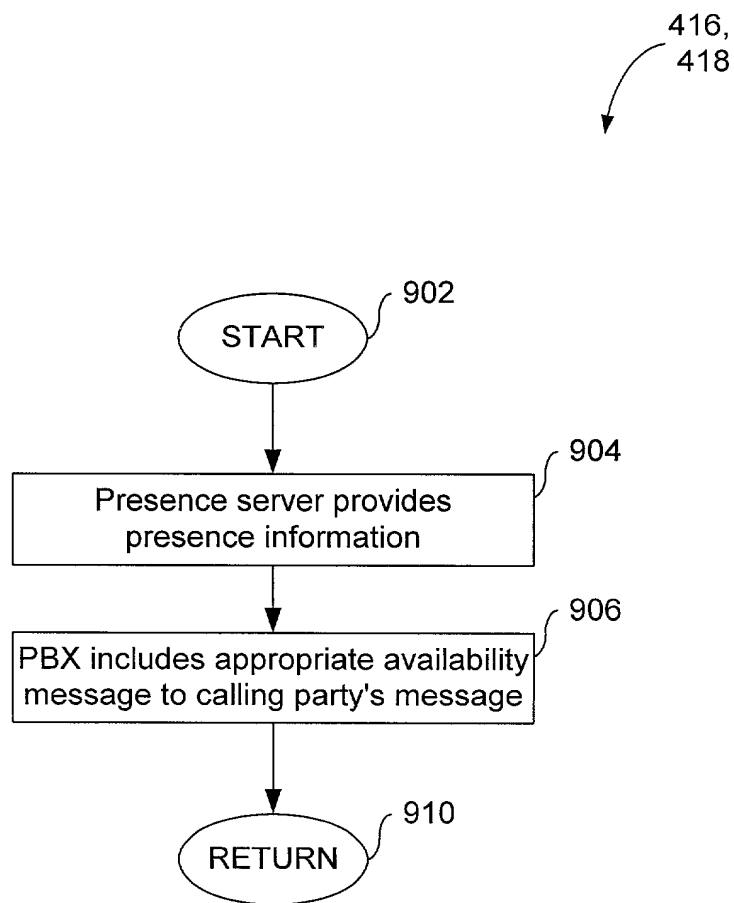 416,
418
902
START
904
Presence server provides
presence information
906
PBX includes appropriate availability
message to calling party's message
910
RETURN